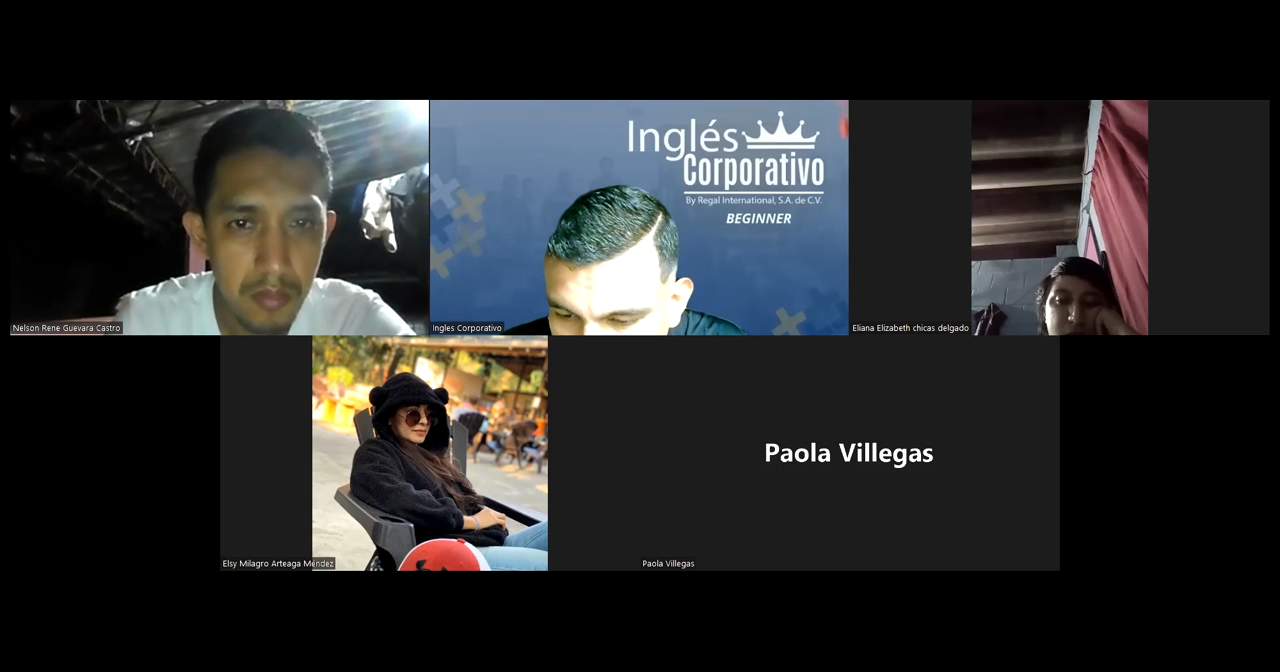 Inglés
Corporativo
By Regal International, S.A. de C.V.
BEGINNER
Nelson Rene Guevara Castro
Ingles Corporativo
Eliana Elizabeth chicas delgado
Paola Villegas
Elsy Milagro Arteaga Méndez
Paola Villegas